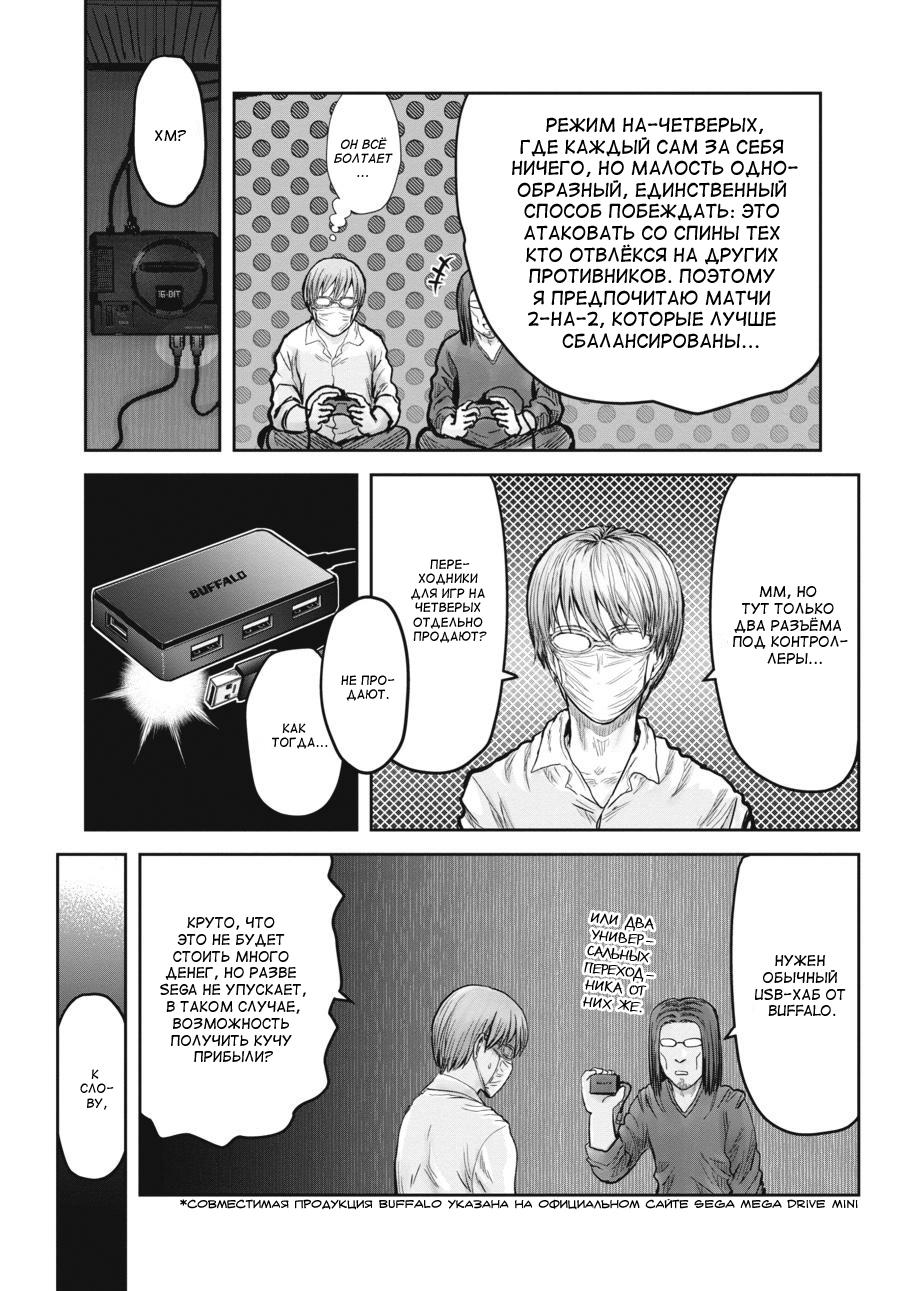 РЕЖИМ НА-ЧЕТВЕРЫХ,
ГДЕ КАЖДЫЙ САМ ЗА СЕБЯ
НИЧЕГО, НО МАЛОСТЬ ОДНО-
ОБРАЗНЫЙ, ЕДИНСТВЕННЫЙ
СПОСОБ ПОБЕЖДАТЬ: ЭТО
АТАКОВАТЬ СО СПИНЫ ТЕХ
КТО ОТВЛЁКСЯ НА ДРУГИХ
ПРОТИВНИКОВ. ПОЭТОМУ
Я ПРЕДПОЧИТАЮ МАТЧИ
2-НА-2, КОТОРЫЕ ЛУЧШЕ
СБАЛАНСИРОВАНЫ...
ОН ВСЁ
БОЛТАЕТ
...
ХМ?
16-BIT
ММ, НО
ТУТ ТОЛЬКО
ДВА РАЗЪЁМА
ПОД КОНТРОЛ-
ЛЕРЫ...
ПЕРЕ-
ХОДНИКИ
ДЛЯ ИГР НА
ЧЕТВЕРЫХ
ОТДЕЛЬНО
ПРОДАЮТ?
НЕ ПРО-
ДАЮТ.
КАК
ТОГДА...
BUFFALO
НУЖЕН
ОБЫЧНЫЙ
USB-ХАБ ОТ
BUFFALO.
ИЛИ ДВА
УНИВЕР-
САЛЬНЫХ
ПЕРЕХОД-
НИКА ОТ
НИХ ЖЕ.
КРУТО, ЧТО
ЭТО НЕ БУДЕТ
СТОИТЬ МНОГО
ДЕНЕГ, НО РАЗВЕ
SEGA НЕ УПУСКАЕТ,
В ТАКОМ СЛУЧАЕ,
ВОЗМОЖНОСТЬ
ПОЛУЧИТЬ КУЧУ
ПРИБЫЛИ?
К
СЛО-
ВУ,
*СОВМЕСТИМАЯ ПРОДУКЦИЯ BUFFALO УКАЗАНА НА ОФИЦИАЛЬНОМ САЙТЕ SEGA MEGA DRIVE MINI